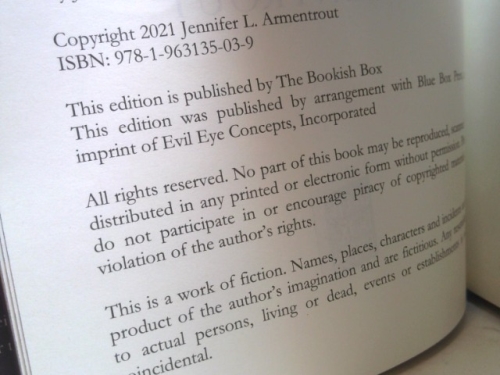 Copyright 2021 Jennifer L. Armentrout
ISBN: 978-1-963135-03-9
This edition is published by The Bookish Box
This edition was published by arrangement with Blue Box
imprint of Evil Eye Concepts, Incorporated
All rights reserved. No part of this book may be reproduced,
distributed in any printed or electronic form without permission.
do not participate in or encourage piracy of copyrighted
violation of the author's rights.
This is a work of fiction. Names, places, characters and
product of the author's imagination and are fictitious. Any
to actual persons, living or dead, events or
coincidental.